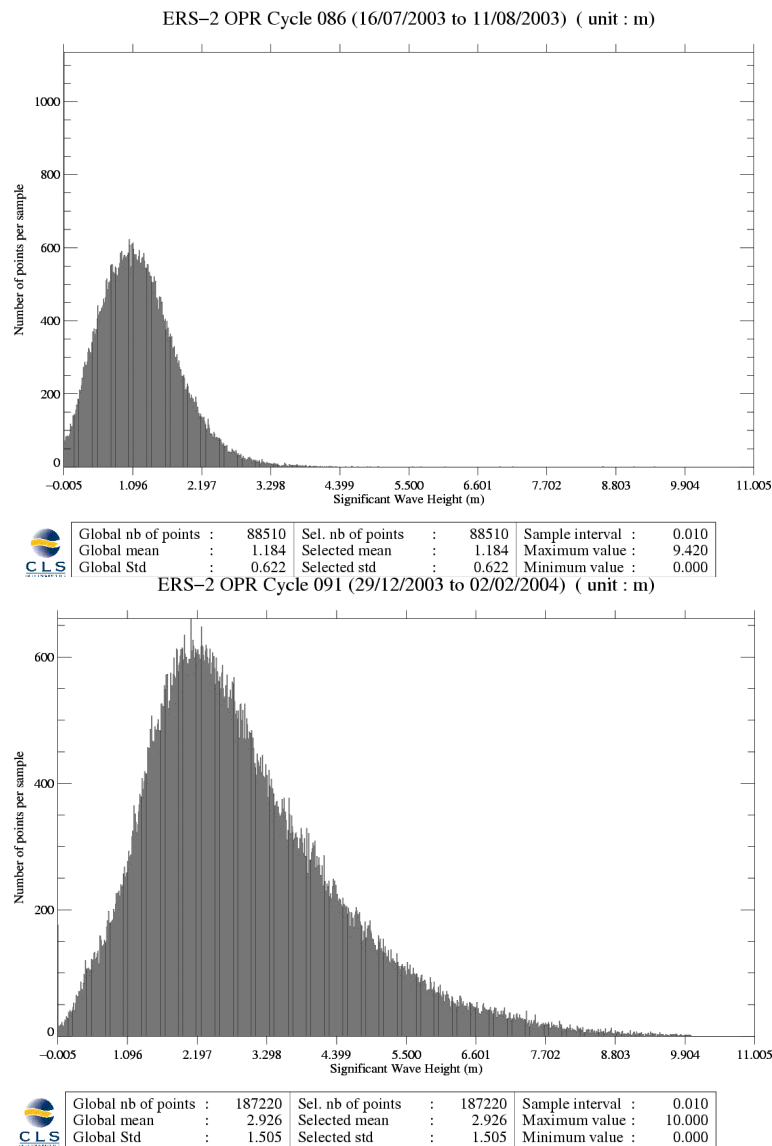 ERS−2 OPR Cycle 086 (16/07/2003 to 11/08/2003) ( unit : m)
Number of points per sample
1000
800
600
400
200
0
−0.005 1.096 2.197 3.298 4.399 5.500 6.601 7.702 8.803 9.904 11.005
Significant Wave Height (m)
CLS
Global nb of points : 88510 Sel. nb of points : 88510 Sample interval : 0.010
Global mean : 1.184 Selected mean : 1.184 Maximum value : 9.420
Global Std : 0.622 Selected std : 0.622 Minimum value : 0.000
ERS−2 OPR Cycle 091 (29/12/2003 to 02/02/2004) ( unit : m)
Number of points per sample
600
400
200
0
−0.005 1.096 2.197 3.298 4.399 5.500 6.601 7.702 8.803 9.904 11.005
Significant Wave Height (m)
CLS
Global nb of points : 187220 Sel. nb of points : 187220 Sample interval : 0.010
Global mean : 2.926 Selected mean : 2.926 Maximum value : 10.000
Global Std : 1.505 Selected std : 1.505 Minimum value : 0.000